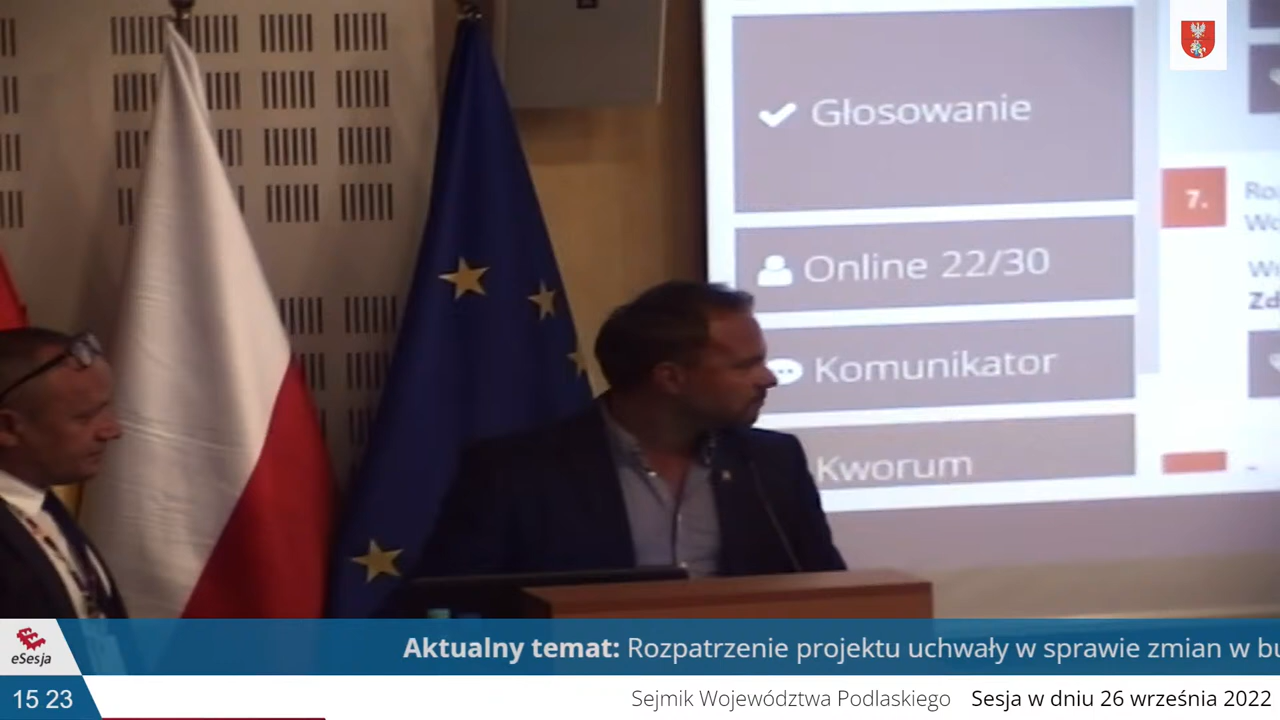 Głosowanie
7.
Online 22/30
Zd
Komunikator
Kworum
Aktualny temat: Rozpatrzenie projektu uchwały w sprawie zmian w bu
eSesja
15 23
Sejmik Województwa Podlaskiego Sesja w dniu 26 września 2022